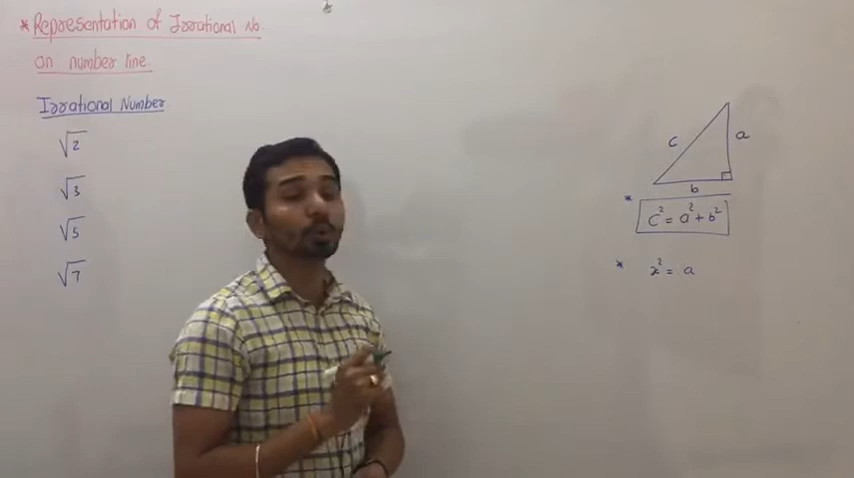 *Representation of Irrational No.
on number line.
Irrational Number
√2
√3
√5
√7
c
a
b
* c² = a² + b²
* x² = a